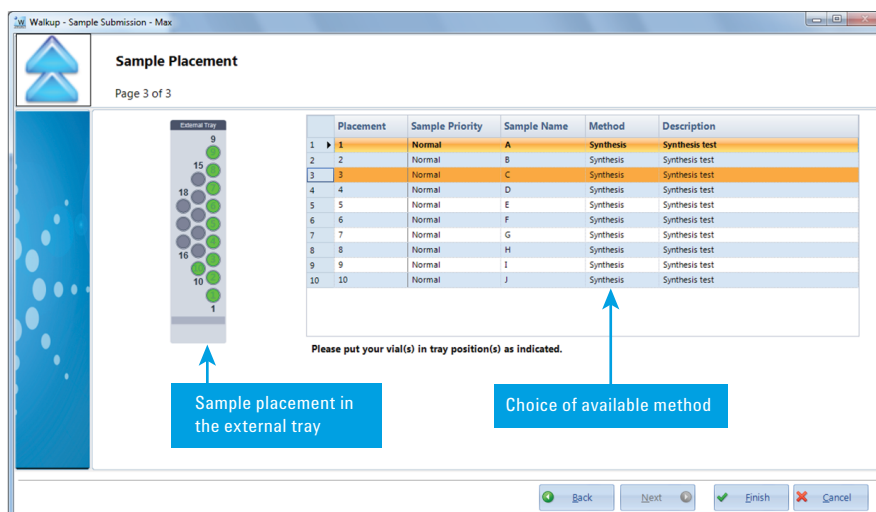 Walkup - Sample Submission - Max
Sample Placement
Page 3 of 3
External Tray
9
15
18
16
10
1
Placement Sample Priority Sample Name Method Description
1 1 Normal A Synthesis Synthesis test
2 2 Normal B Synthesis Synthesis test
3 3 Normal C Synthesis Synthesis test
4 4 Normal D Synthesis Synthesis test
5 5 Normal E Synthesis Synthesis test
6 6 Normal F Synthesis Synthesis test
7 7 Normal G Synthesis Synthesis test
8 8 Normal H Synthesis Synthesis test
9 9 Normal I Synthesis Synthesis test
10 10 Normal J Synthesis Synthesis test
Please put your vial(s) in tray position(s) as indicated.
Sample placement in
the external tray
Choice of available method
Back Next Finish Cancel